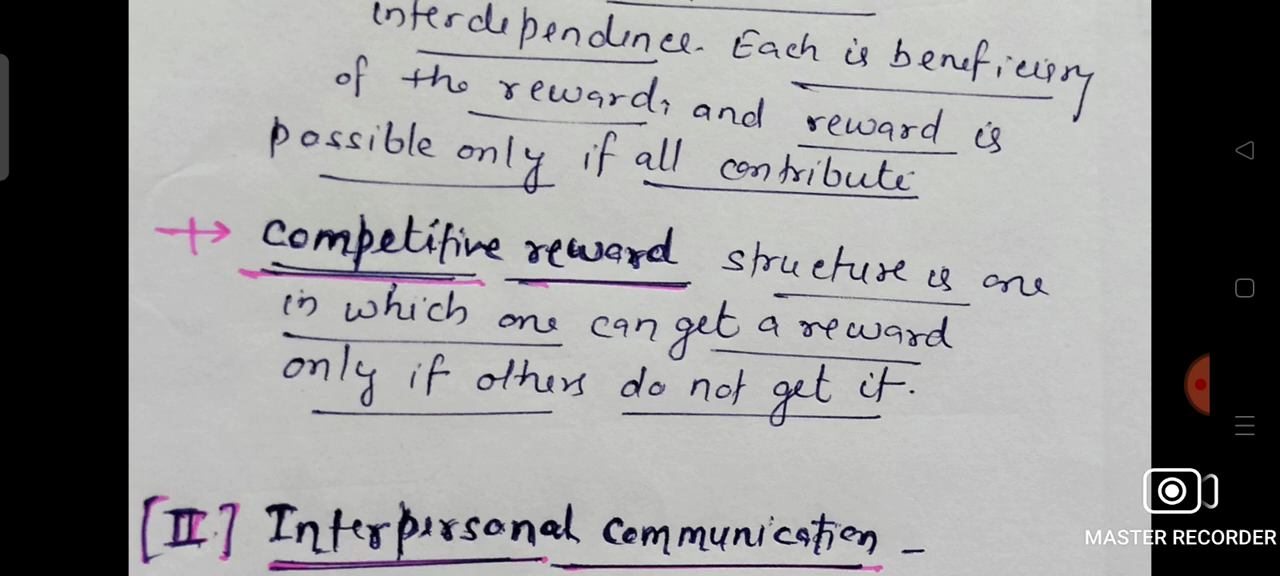 interdependence. Each is beneficiery
of the reward, and reward is
possible only if all contribute
competitive reward structure is one
in which one can get a reward
only if others do not get it.
[II] Interpersonal communication -
MASTER RECORDER